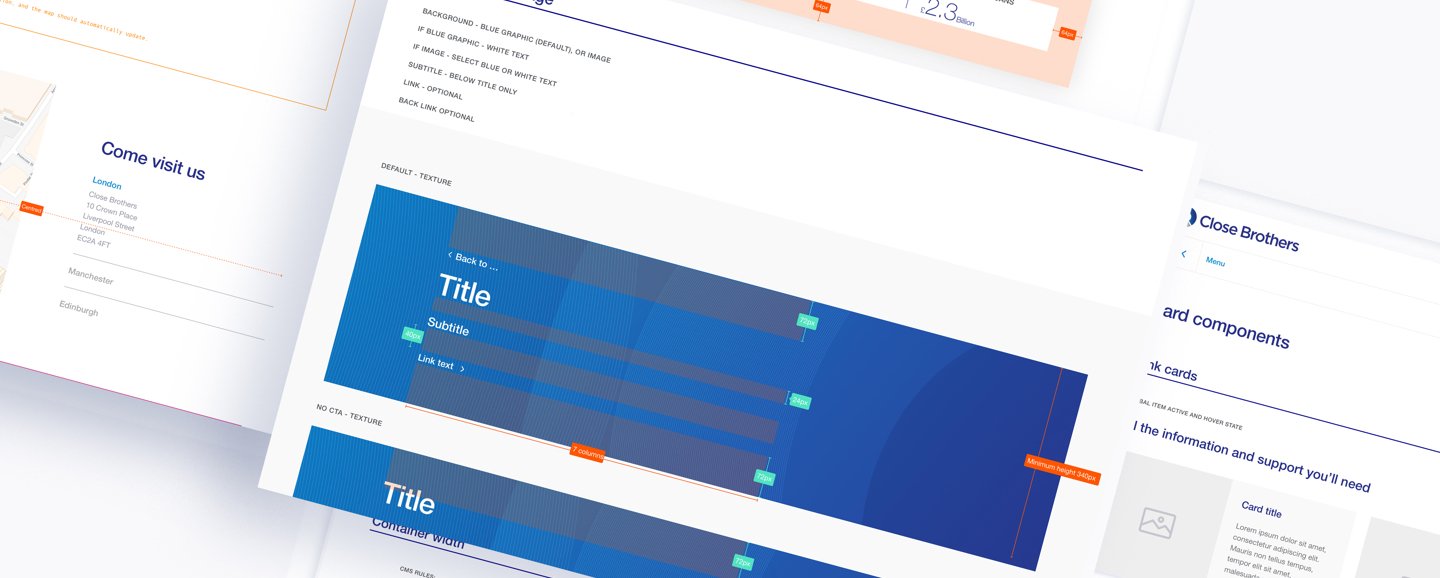 and the map should automatically update.
Come visit us
London
Close Brothers
10 Crown Place
Liverpool Street
London
EC2A 4FT
Manchester
Edinburgh
Centred
BACKGROUND - BLUE GRAPHIC (DEFAULT), OR IMAGE
IF BLUE GRAPHIC - WHITE TEXT
IF IMAGE - SELECT BLUE OR WHITE TEXT
SUBTITLE - BELOW TITLE ONLY
LINK - OPTIONAL
BACK LINK OPTIONAL
DEFAULT - TEXTURE
Back to ...
Title
Subtitle
Link text
72px
40px
24px
72px
7 columns
Minimum height 340px
NO CTA - TEXTURE
Title
72px
Container width
CMS RULES:
£2.3 Billion
64px
64px
Close Brothers
Menu
ard components
nk cards
SAL ITEM ACTIVE AND HOVER STATE
l the information and support you'll need
Card title
Lorem ipsum dolor sit amet,
consectetur adipiscing elit.
Mauris non tellus tempus,
tempor elit sit amet,